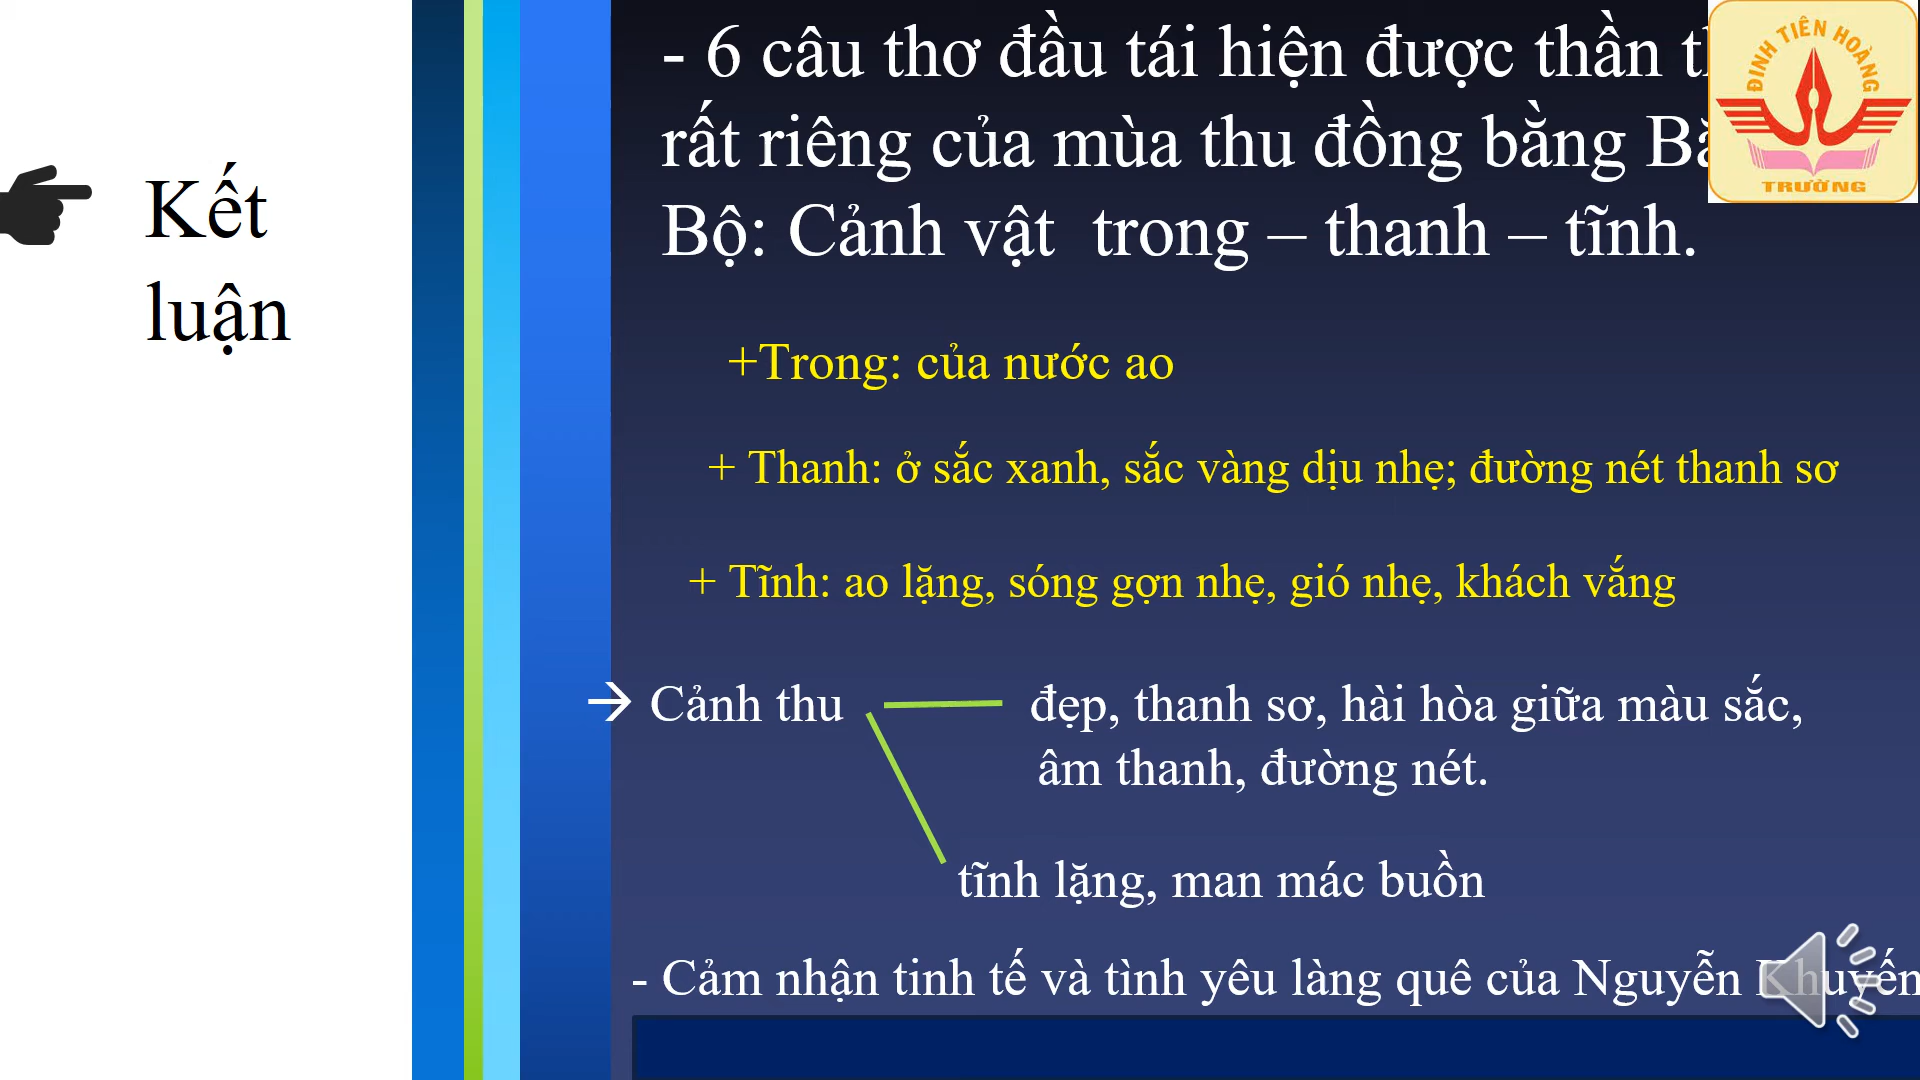 Kết
luận
- 6 câu thơ đầu tái hiện được thần
rất riêng của mùa thu đồng bằng
Bộ: Cảnh vật trong – thanh – tĩnh.
+Trong: của nước ao
+ Thanh: ở sắc xanh, sắc vàng dịu nhẹ; đường nét thanh sơ
+ Tĩnh: ao lặng, sóng gợn nhẹ, gió nhẹ, khách vắng
→ Cảnh thu
đẹp, thanh sơ, hài hòa giữa màu sắc,
âm thanh, đường nét.
tĩnh lặng, man mác buồn
- Cảm nhận tinh tế và tình yêu làng quê của Nguyễn Khuyến
ĐINH TIÊN HOÀNG
TRƯỜNG